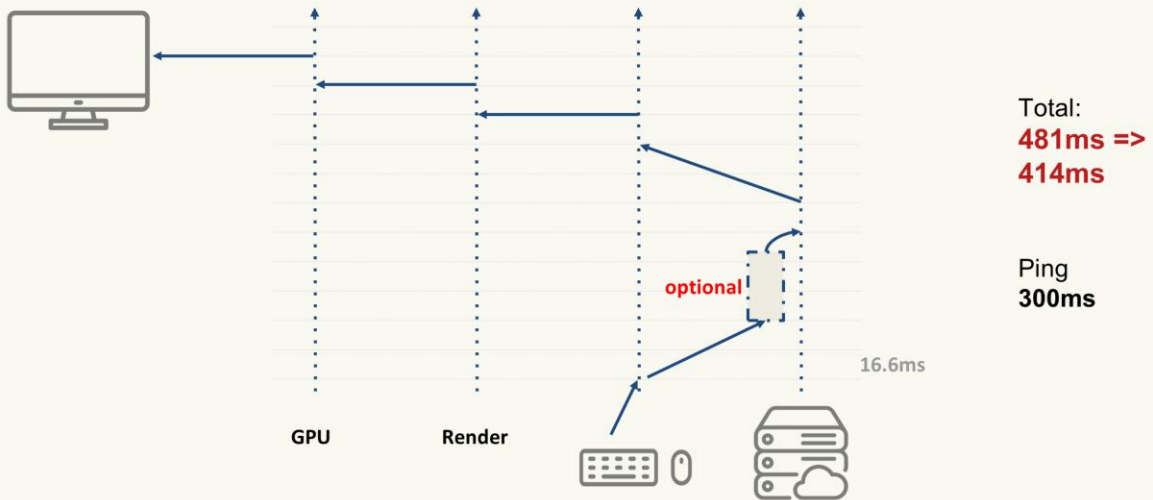 Total:
481ms =>
414ms
optional
Ping
300ms
16.6ms
GPU
Render